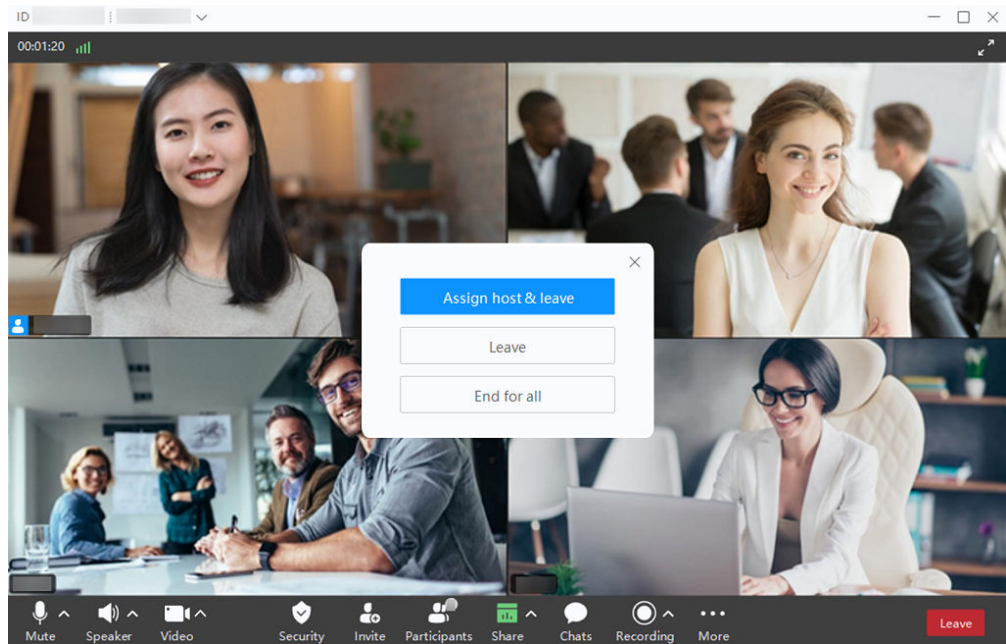 ID
00:01:20
Assign host & leave
Leave
End for all
Mute
Speaker
Video
Security
Invite
Participants
Share
Chats
Recording
More
Leave